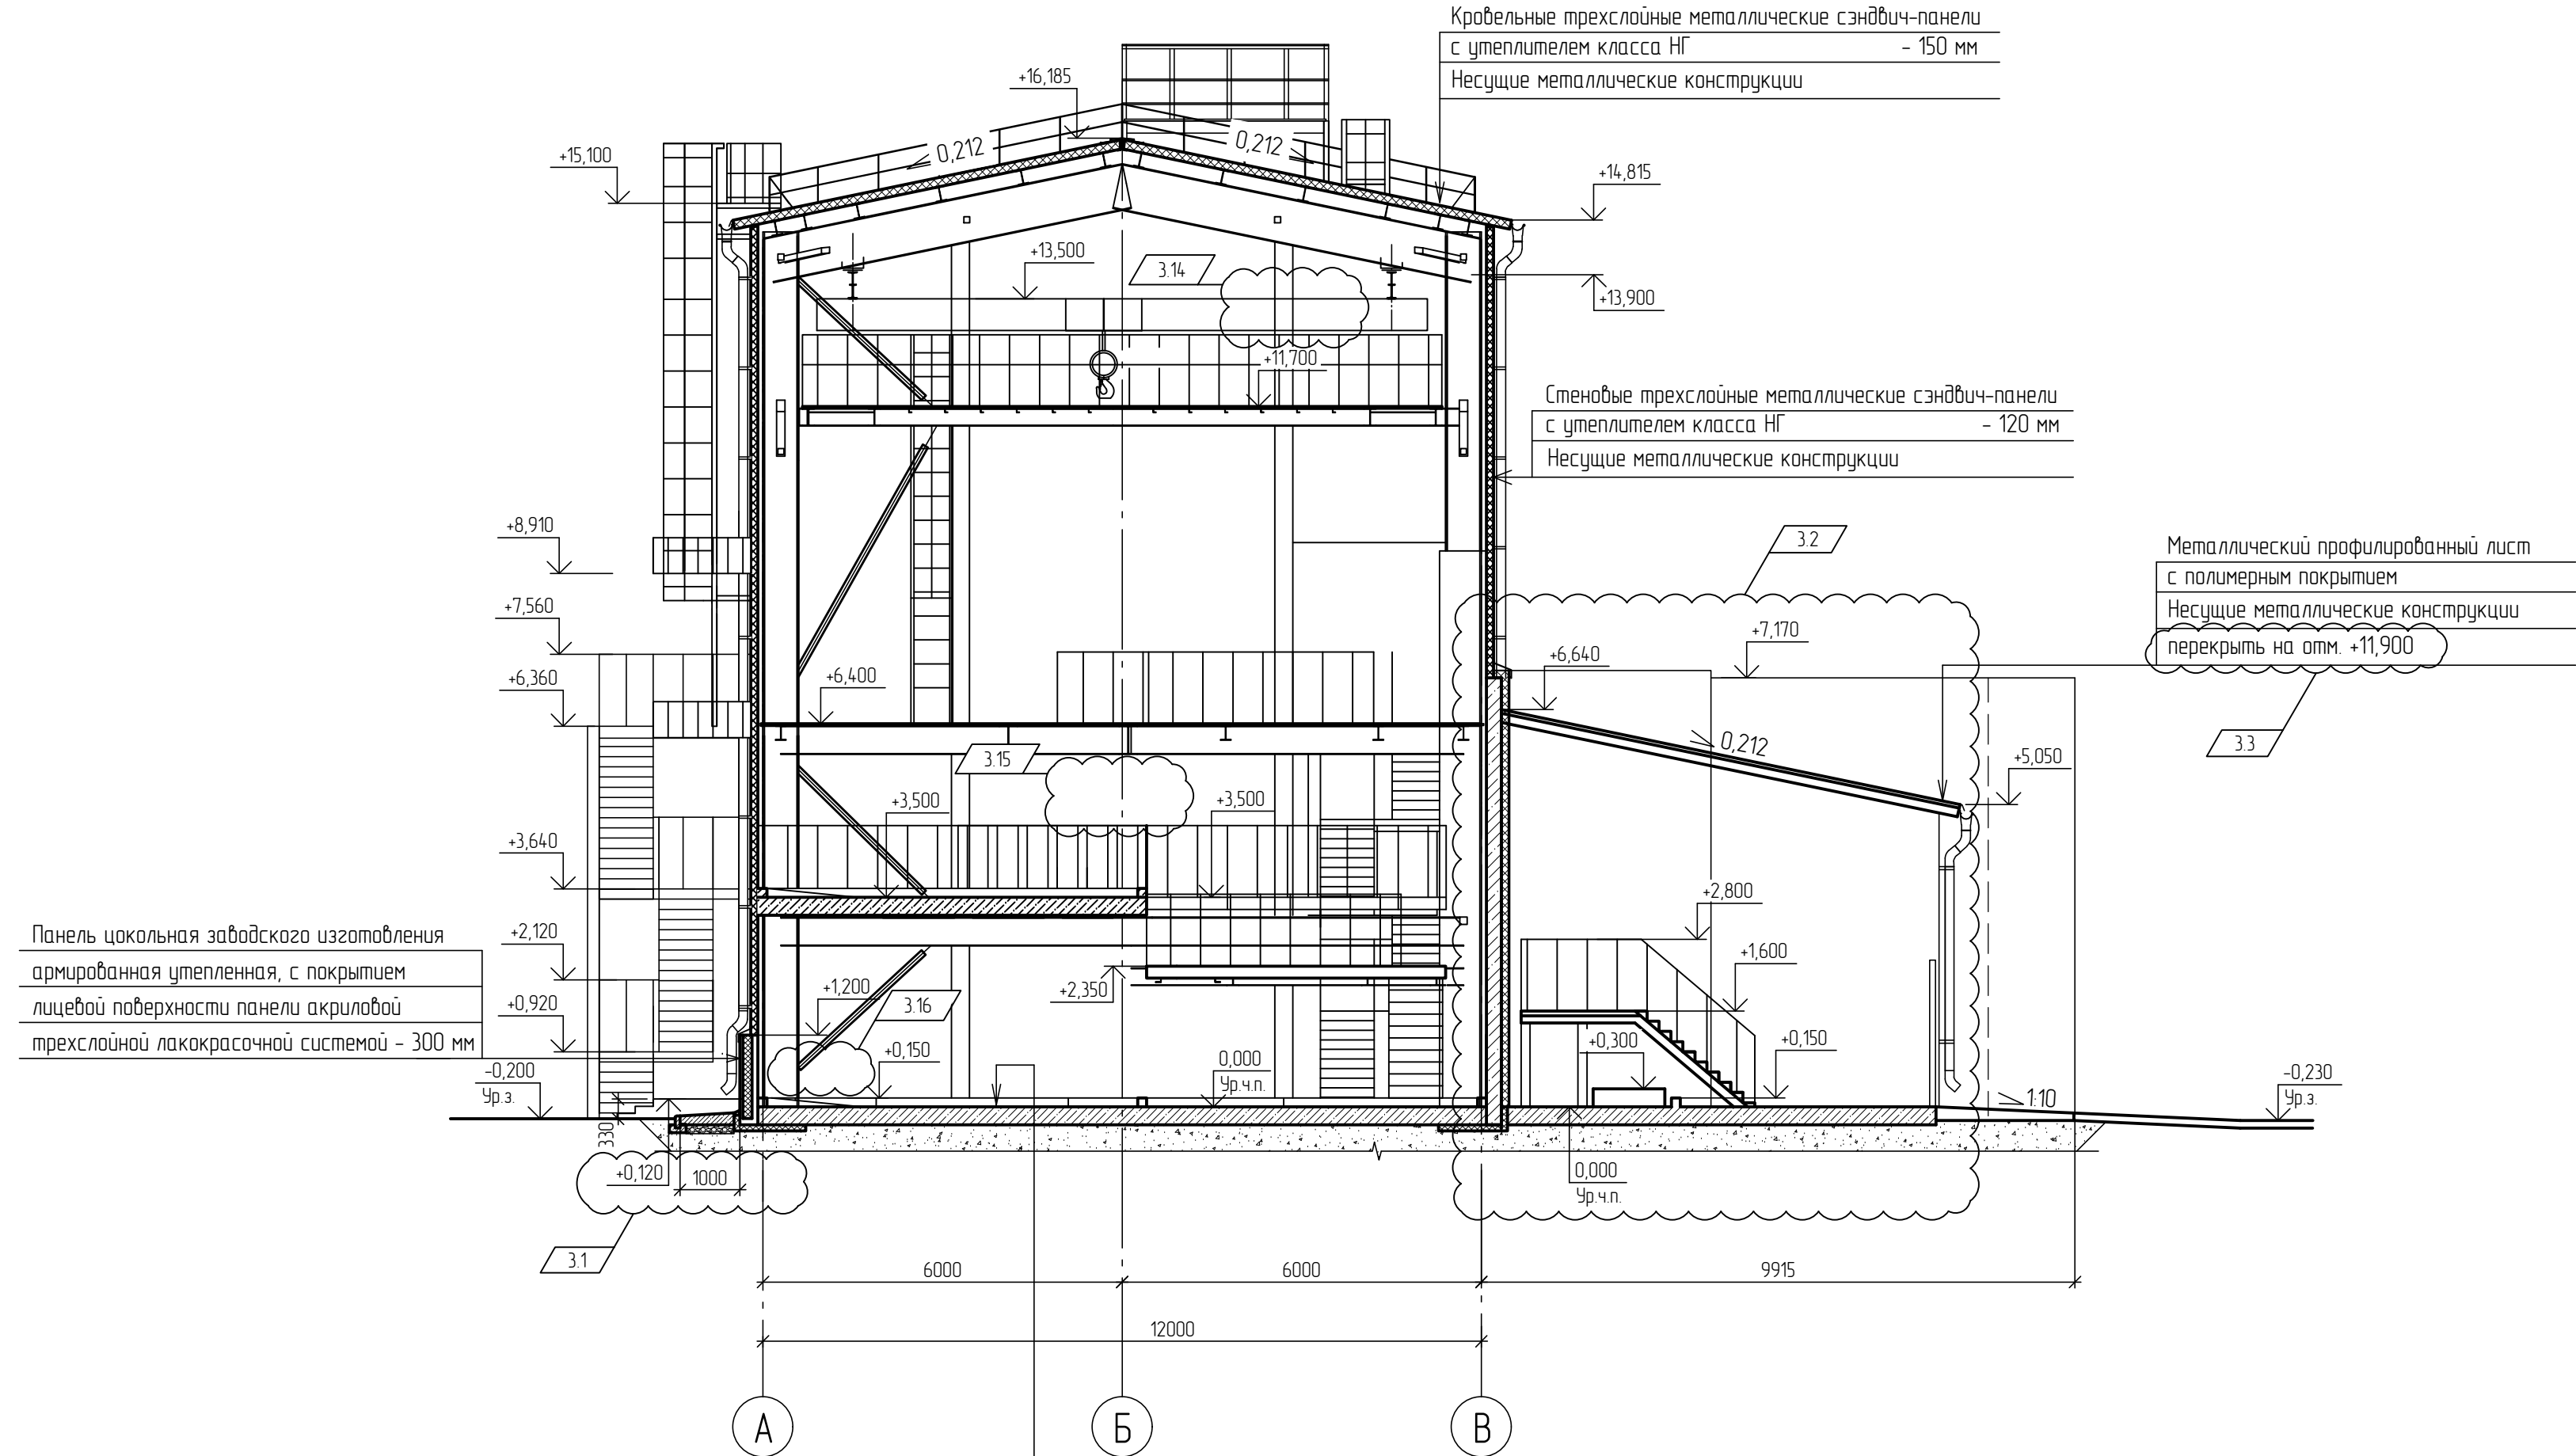 Кровельные трехслойные металлические сэндвич-панели
с утеплителем класса НГ - 150 мм
Несущие металлические конструкции
+16,185
0,212
0,212
+15,100
+14,815
+13,500
3.14
+13,900
+11,700
Стеновые трехслойные металлические сэндвич-панели
с утеплителем класса НГ - 120 мм
Несущие металлические конструкции
+8,910
3.2
Металлический профилированный лист
с полимерным покрытием
Несущие металлические конструкции
перекрыть на отм. +11,900
+7,560
+7,170
+6,640
+6,360
+6,400
3.3
0,212
3.15
+5,050
+3,500
+3,500
+3,640
+2,800
Панель цокольная заводского изготовления
армированная утепленная, с покрытием
лицевой поверхности панели акриловой
трехслойной лакокрасочной системой - 300 мм
+2,120
+1,600
+1,200
+2,350
3.16
+0,920
+0,300
+0,150
+0,150
0,000
Ур.ч.п.
-0,200
Ур.з.
-0,230
Ур.з.
1:10
330
+0,120
1000
0,000
Ур.ч.п.
3.1
6000
6000
9915
12000
А
Б
В